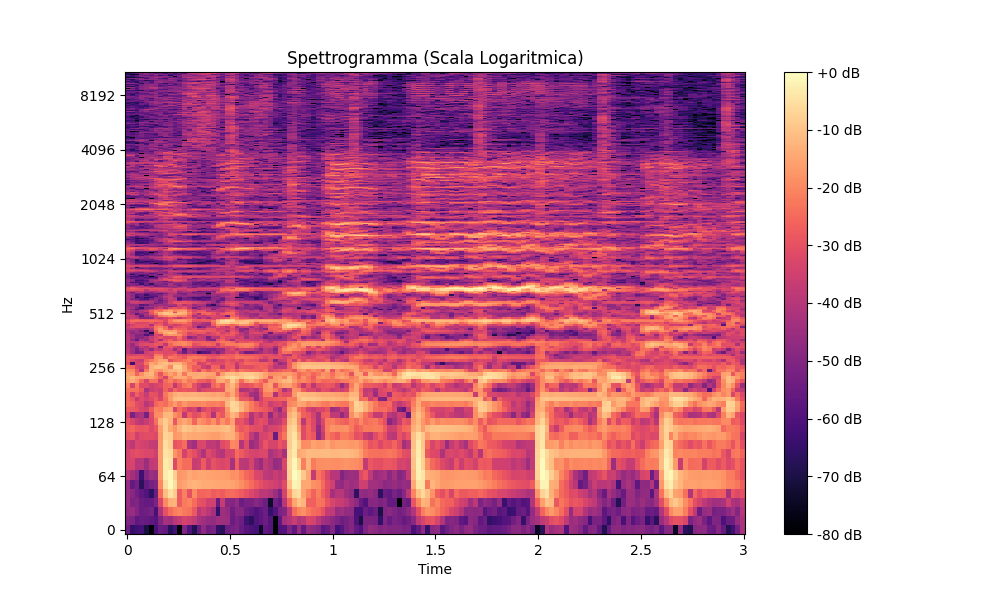 Spettrogramma (Scala Logaritmica)
Hz
8192
4096
2048
1024
512
256
128
64
0
0
0.5
1
1.5
2
2.5
3
Time
+0 dB
-10 dB
-20 dB
-30 dB
-40 dB
-50 dB
-60 dB
-70 dB
-80 dB